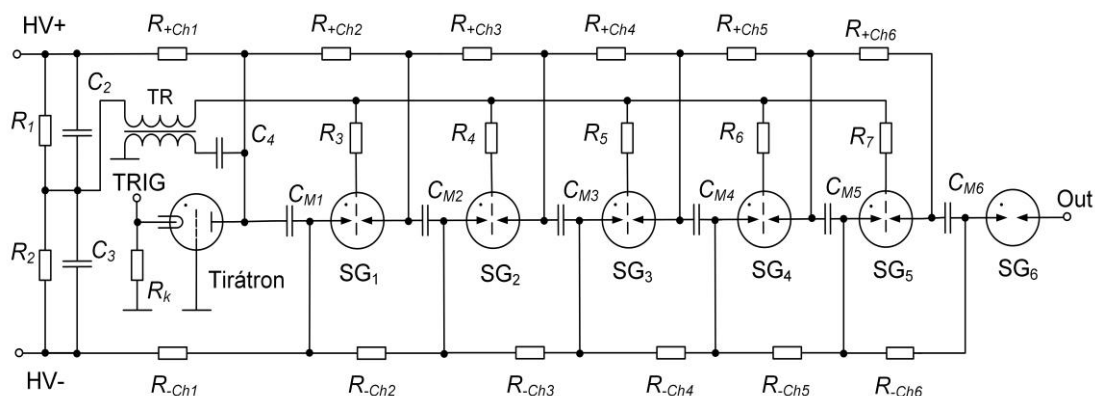 HV+
R+Ch1
R+Ch2
R+Ch3
R+Ch4
R+Ch5
R+Ch6
C2
TR
C4
R1
R3
R4
R5
R6
R7
TRIG
CM1
CM2
CM3
CM4
CM5
CM6
Out
R2
C3
Rk
Tirátron
SG1
SG2
SG3
SG4
SG5
SG6
HV-
R-Ch1
R-Ch2
R-Ch3
R-Ch4
R-Ch5
R-Ch6